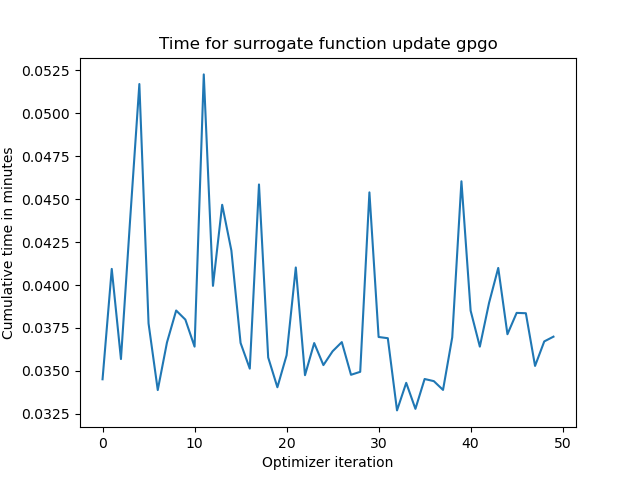 Time for surrogate function update gpgo
Cumulative time in minutes
0.0525
0.0500
0.0475
0.0450
0.0425
0.0400
0.0375
0.0350
0.0325
0 10 20 30 40 50
Optimizer iteration